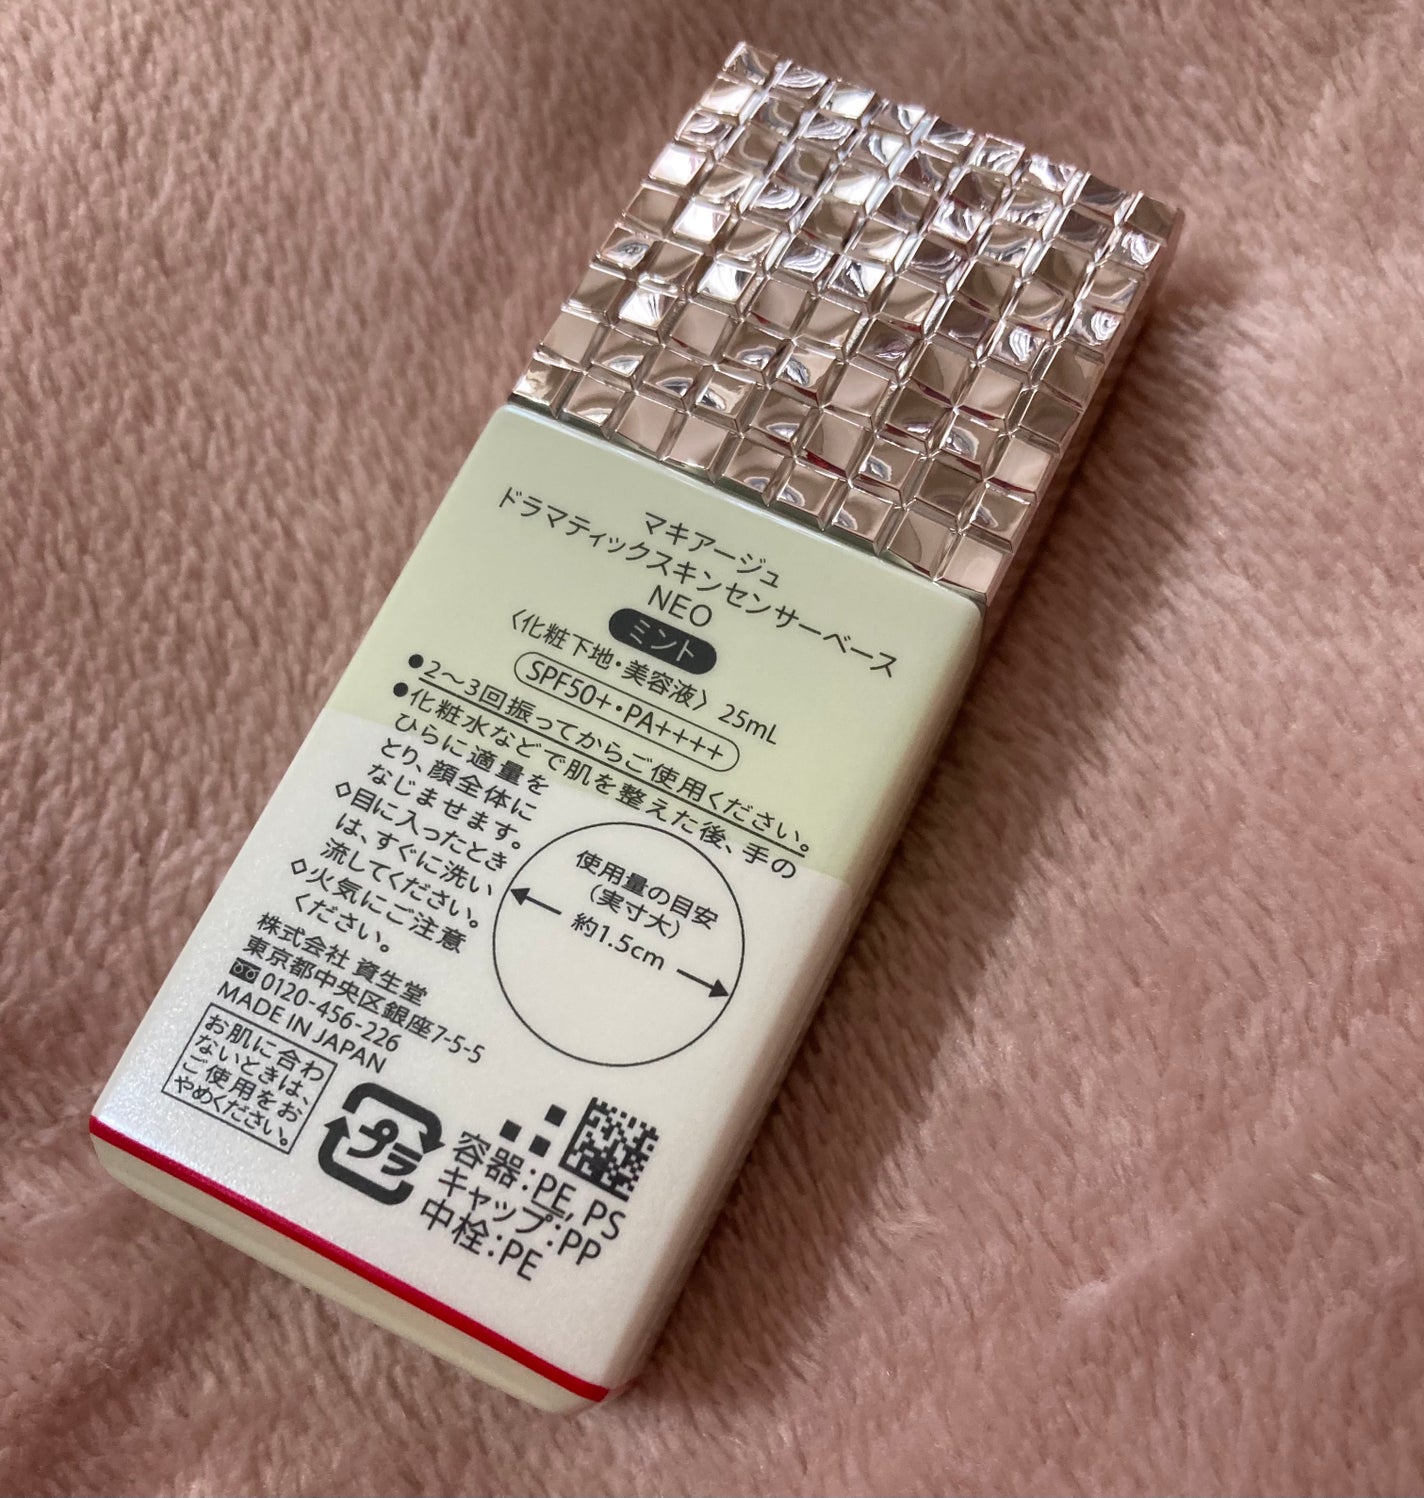 マキアージュ
ドラマティックスキンセンサーベース
NEO
ミント
〈化粧下地・美容液〉 25mL
SPF50+・PA++++
●2〜3回振ってからご使用ください。
●化粧水などで肌を整えた後、手の
ひらに適量を
とり、顔全体に
なじませます。
◇目に入ったとき
は、すぐに洗い
流してください。
◇火気にご注意
ください。
使用量の目安
（実寸大）
約1.5cm
株式会社 資生堂
東京都中央区銀座7-5-5
0120-456-226
MADE IN JAPAN
お肌に合わ
ないときは、
ご使用をお
やめください。
プラ
容器：PE, PS
キャップ：PP
中栓：PE